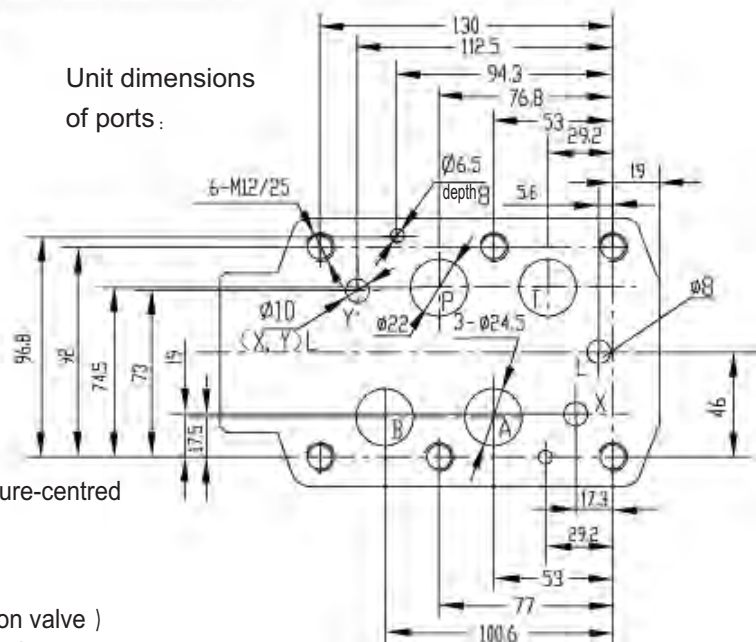 130
112.5
94.3
76.8
53
29.2
Unit dimensions
of ports :
Ø6.5
depth8
19
5.6
6-M12/25
Ø10
(X, Y)L
Y
P
T
Ø22
3-Ø24.5
Ø8
L
96.8
92
74.5
73
19
17.5
B
A
X
46
ure-centred
17.3
29.2
53
on valve )
77
100.6